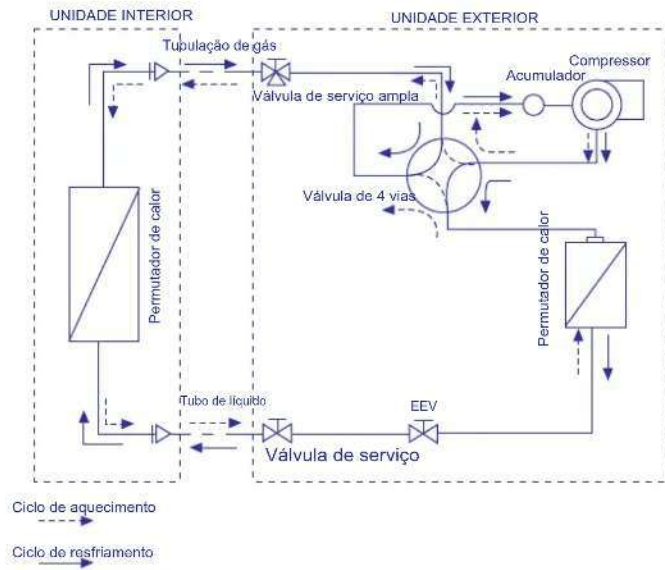 UNIDADE INTERIOR
UNIDADE EXTERIOR
Tubulação de gás
Compressor
Acumulador
Válvula de serviço ampla
Válvula de 4 vias
Permutador de calor
Permutador de calor
Tubo de líquido
EEV
Válvula de serviço
Ciclo de aquecimento
Ciclo de resfriamento